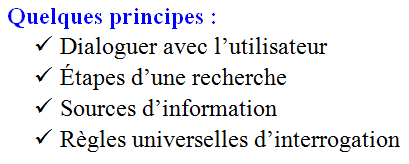 Quelques principes :
✓ Dialoguer avec l’utilisateur
✓ Étapes d’une recherche
✓ Sources d’information
✓ Règles universelles d’interrogation